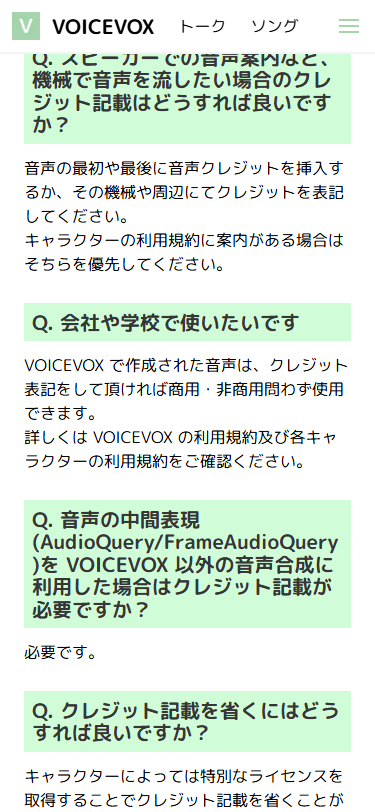 V VOICEVOX トーク ソング
Q. スピーカーでの音声案内など、
機械で音声を流したい場合のクレ
ジット記載はどうすれば良いです
か？
音声の最初や最後に音声クレジットを挿入す
るか、その機械や周辺にてクレジットを表記
してください。
キャラクターの利用規約に案内がある場合は
そちらを優先してください。
Q. 会社や学校で使いたいです
VOICEVOX で作成された音声は、クレジット
表記をして頂ければ商用・非商用問わず使用
できます。
詳しくは VOICEVOX の利用規約及び各キャ
ラクターの利用規約をご確認ください。
Q. 音声の中間表現
(AudioQuery/FrameAudioQuery
)を VOICEVOX 以外の音声合成に
利用した場合はクレジット記載が
必要ですか？
必要です。
Q. クレジット記載を省くにはどう
すれば良いですか？
キャラクターによっては特別なライセンスを
取得することでクレジット記載を省くことが